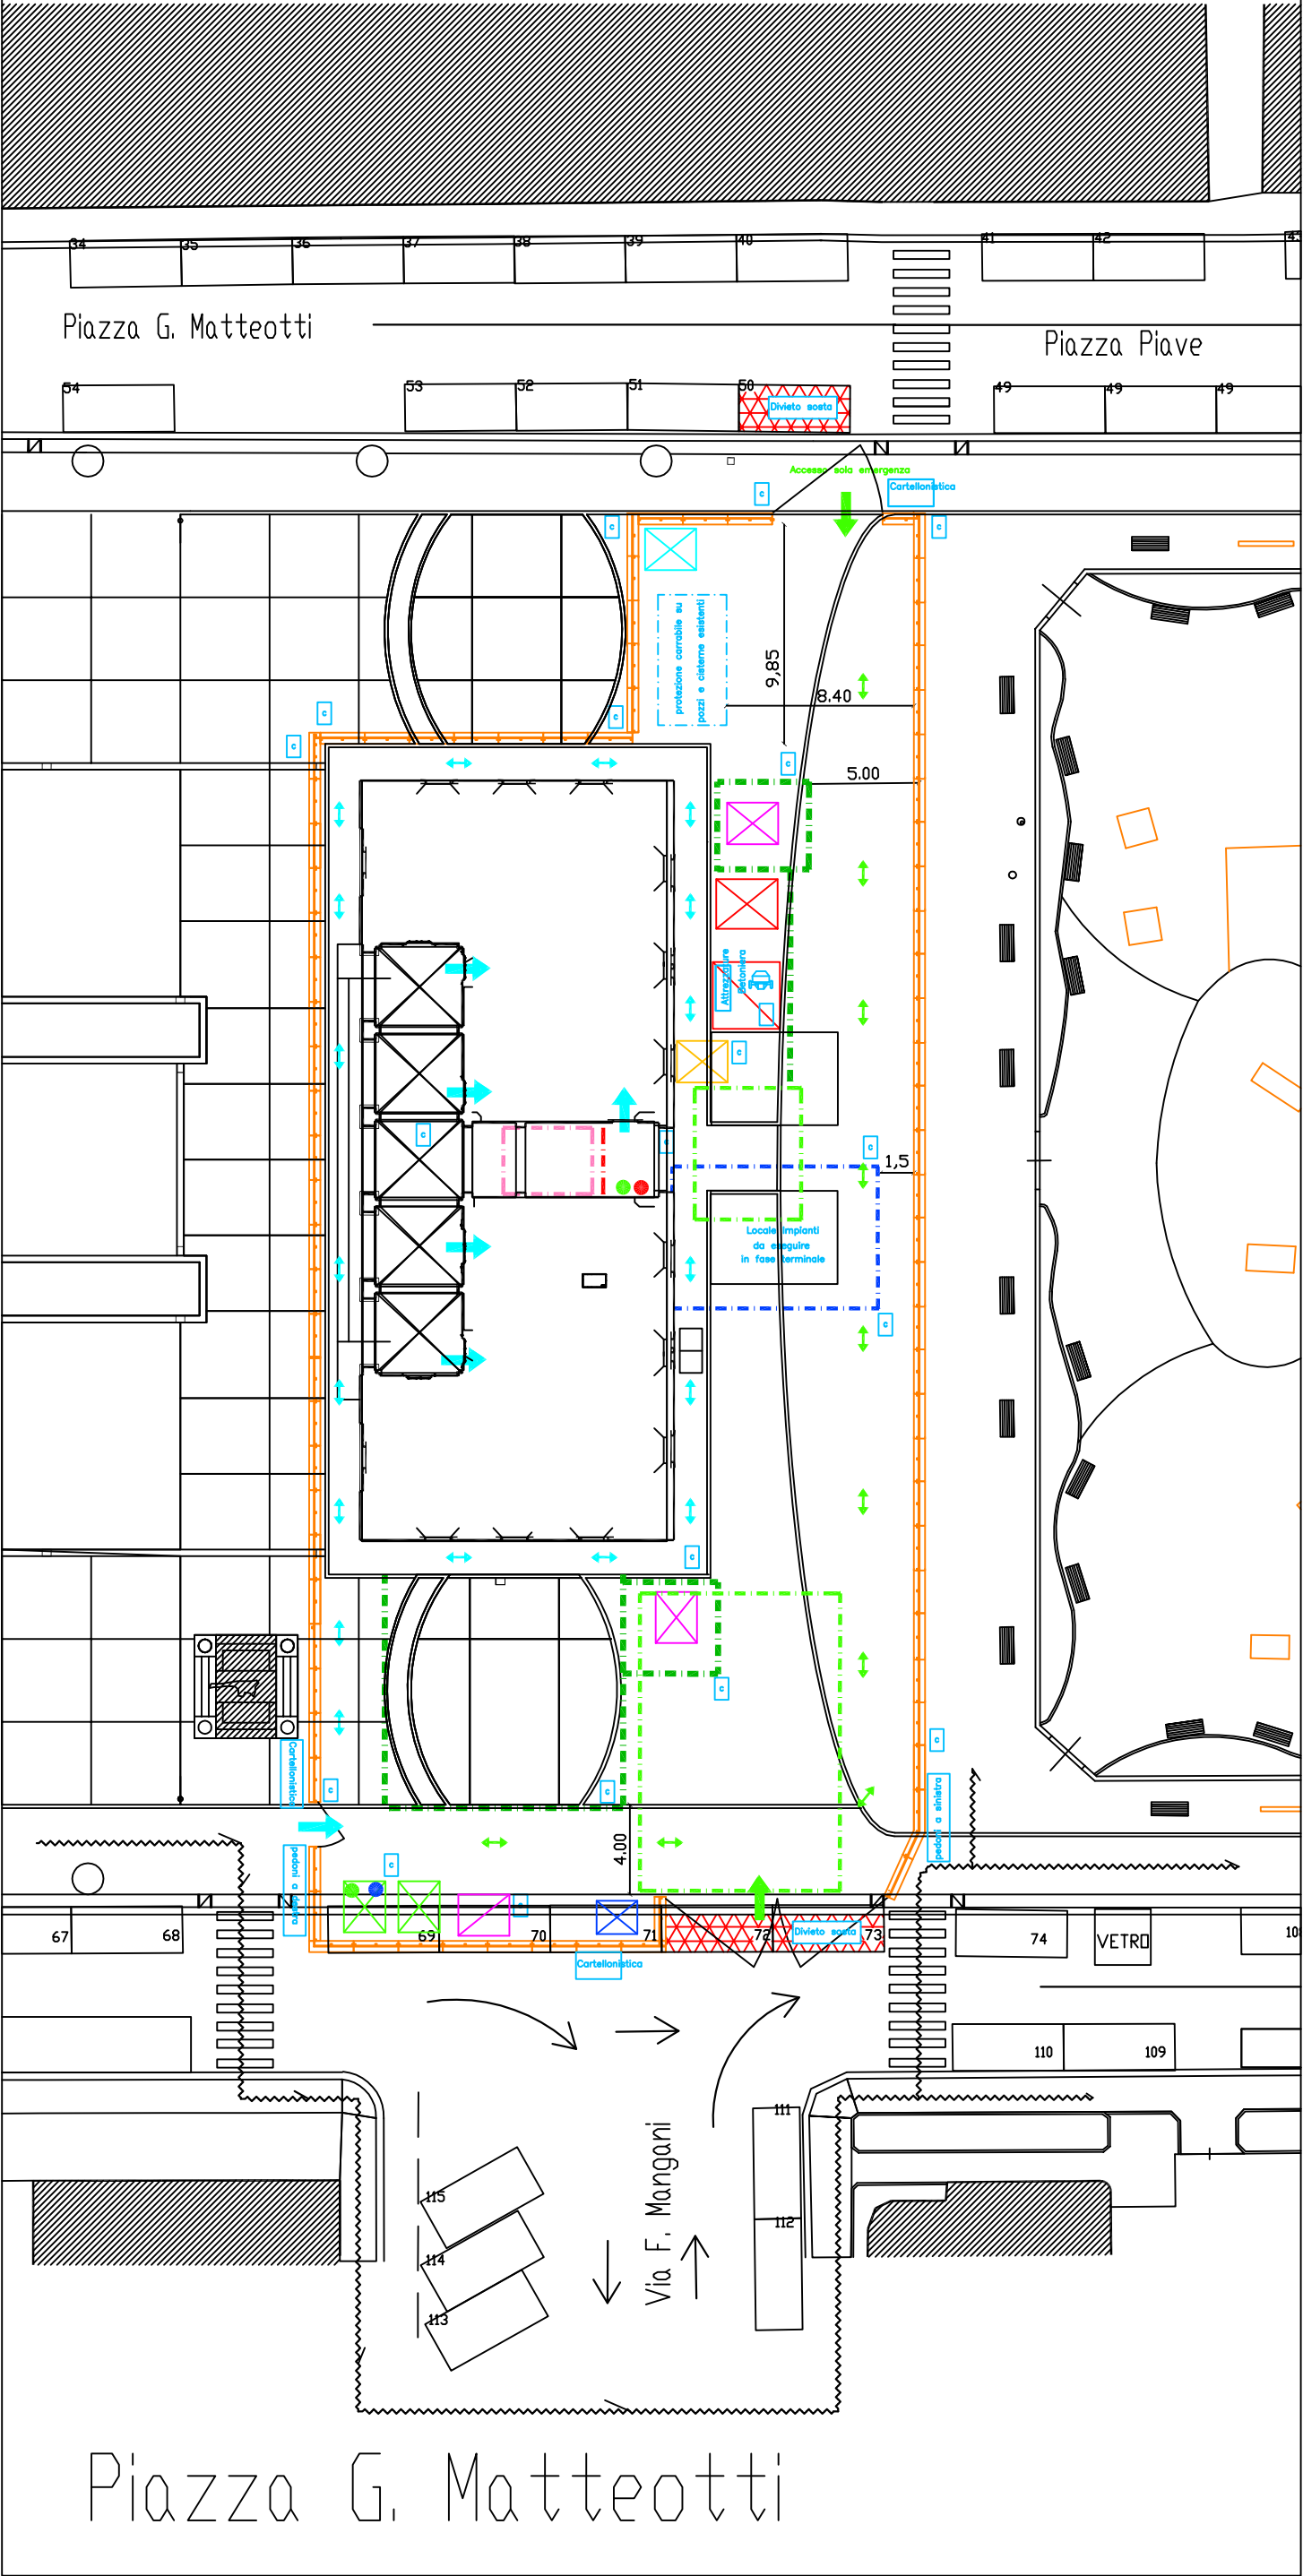 34 35 36 37 38 39 40 41 42
Piazza G. Matteotti
Piazza Piave
54 53 52 51 50 49 49 49
Divieto sosta
Accesso sola emergenza
Cartellonistica
C
C
C
protezione carrabile su
pozzi e cisterne esistenti
9,85
8.40
C
C
C
C
5.00
Attrezzature
Betoniera
C
C
C
C
1,5
Locale impianti
da eseguire
in fase terminale
C
C
C
C
Cartellonistica
C
C
pedoni a sinistra
4.00
C
pedoni a destra
C
67 68 69 70 71 72 73 74
Divieto sosta
VETRO
Cartellonistica
110 109
111
112
115
114
113
Via F. Mangani
Piazza G. Matteotti